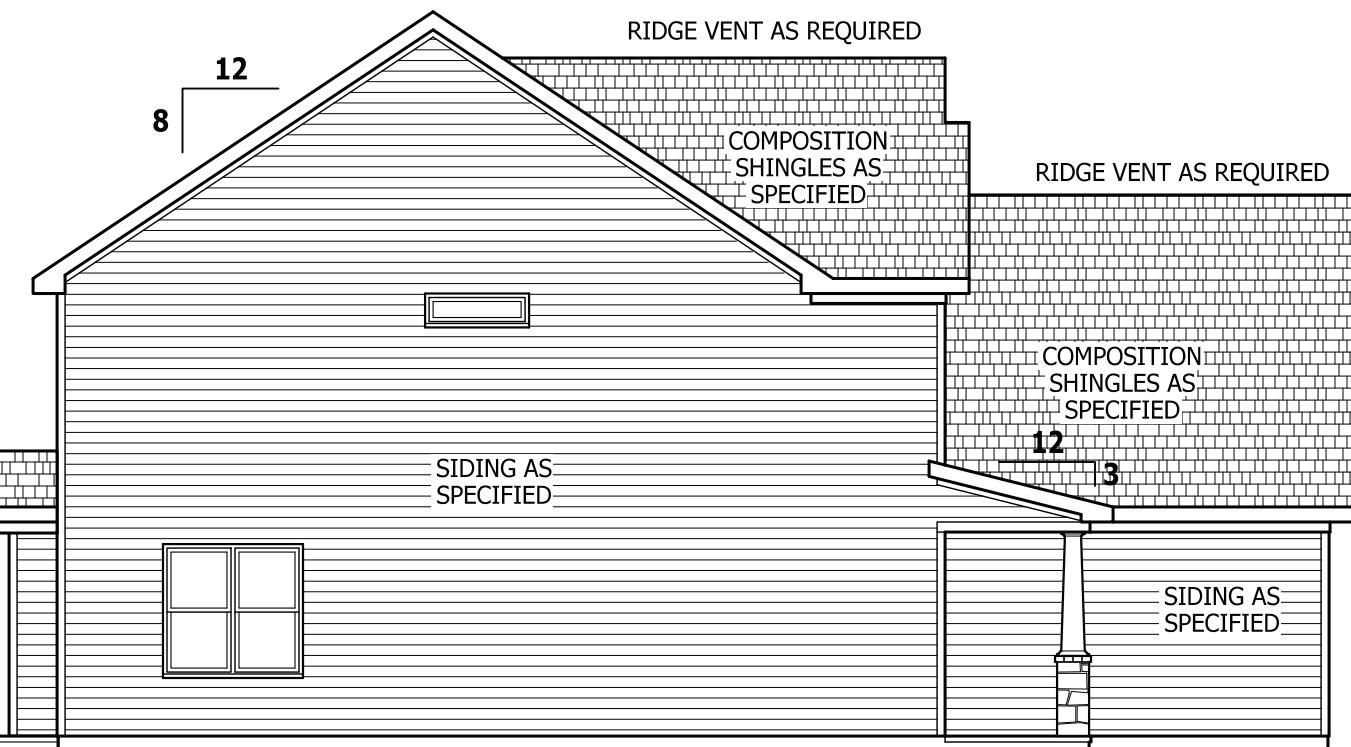 RIDGE VENT AS REQUIRED
12
8
COMPOSITION
SHINGLES AS
SPECIFIED
RIDGE VENT AS REQUIRED
COMPOSITION
SHINGLES AS
SPECIFIED
12
3
SIDING AS
SPECIFIED
SIDING AS
SPECIFIED